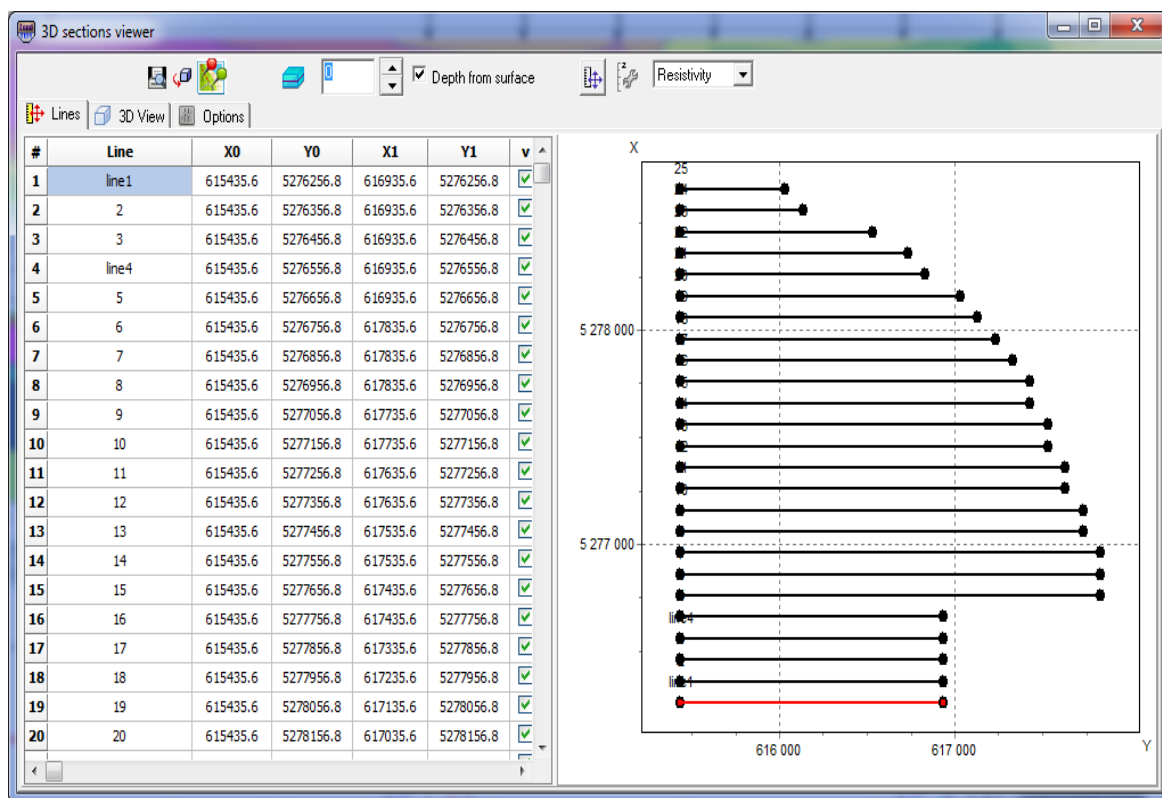 3D sections viewer
0
Depth from surface
Resistivity
Lines
3D View
Options
# Line X0 Y0 X1 Y1 v
1 line1 615435.6 5276256.8 616935.6 5276256.8
2 2 615435.6 5276356.8 616935.6 5276356.8
3 3 615435.6 5276456.8 616935.6 5276456.8
4 line4 615435.6 5276556.8 616935.6 5276556.8
5 5 615435.6 5276656.8 616935.6 5276656.8
6 6 615435.6 5276756.8 617835.6 5276756.8
7 7 615435.6 5276856.8 617835.6 5276856.8
8 8 615435.6 5276956.8 617835.6 5276956.8
9 9 615435.6 5277056.8 617735.6 5277056.8
10 10 615435.6 5277156.8 617735.6 5277156.8
11 11 615435.6 5277256.8 617635.6 5277256.8
12 12 615435.6 5277356.8 617635.6 5277356.8
13 13 615435.6 5277456.8 617535.6 5277456.8
14 14 615435.6 5277556.8 617535.6 5277556.8
15 15 615435.6 5277656.8 617435.6 5277656.8
16 16 615435.6 5277756.8 617435.6 5277756.8
17 17 615435.6 5277856.8 617335.6 5277856.8
18 18 615435.6 5277956.8 617235.6 5277956.8
19 19 615435.6 5278056.8 617135.6 5278056.8
20 20 615435.6 5278156.8 617035.6 5278156.8
X
25
5 278 000
5 277 000
616 000
617 000
Y